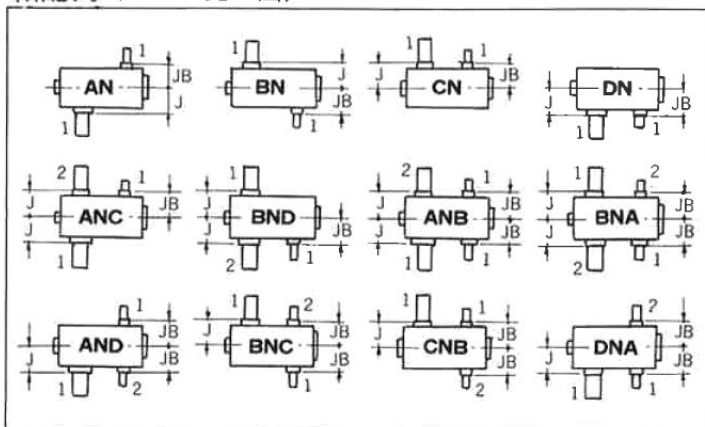 1 1 1 1
JB J J JB J JB
AN BN CN DN
J JB
1 1 1 1
2 1 1 2 1 1 2
J JB J J JB J JB
ANC BND ANB BNA
J J JB J JB J JB
1 2 1 1 1 2 1
1 1 2 1 1
JB J JB J JB JB
AND BNC CNB DNA
J JB JB JB J JB
1 2 1 2 1 1